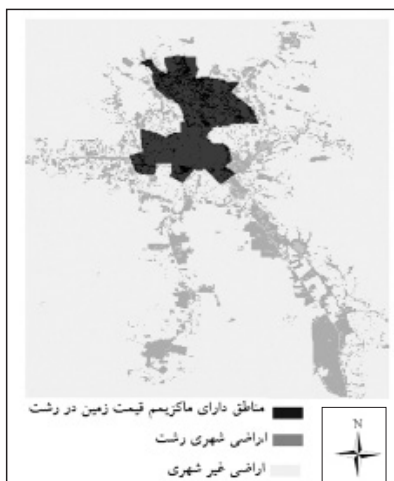 مناطق دارای ماکزیمم قیمت زمین در رشت
اراضی شهری رشت
اراضی غیر شهری
N